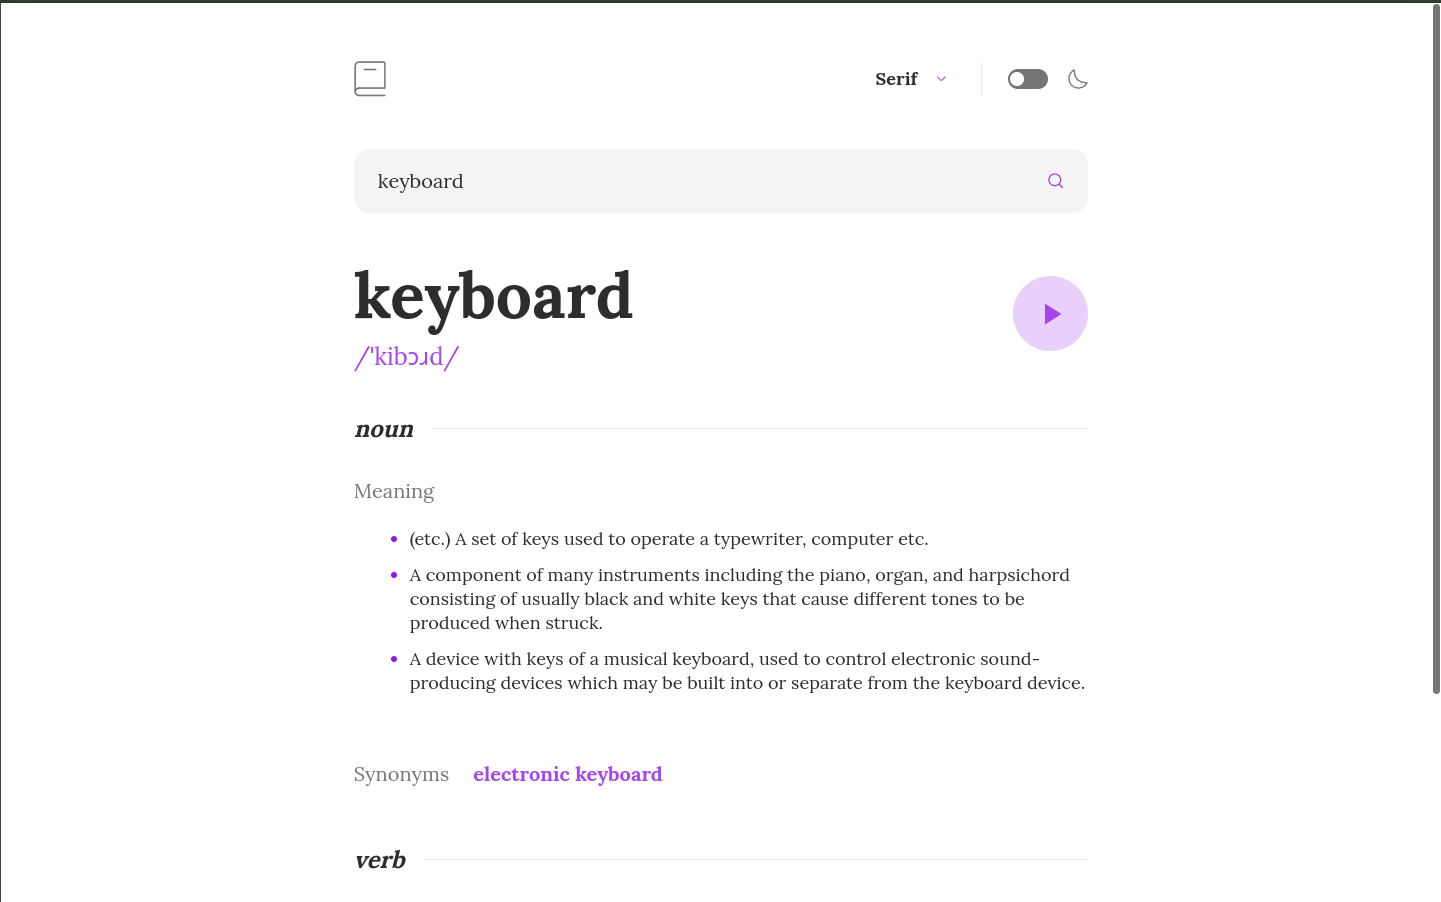 Serif
keyboard
keyboard
/ˈkibɔɹd/
noun
Meaning
(etc.) A set of keys used to operate a typewriter, computer etc.
A component of many instruments including the piano, organ, and harpsichord
consisting of usually black and white keys that cause different tones to be
produced when struck.
A device with keys of a musical keyboard, used to control electronic sound-
producing devices which may be built into or separate from the keyboard device.
Synonyms electronic keyboard
verb